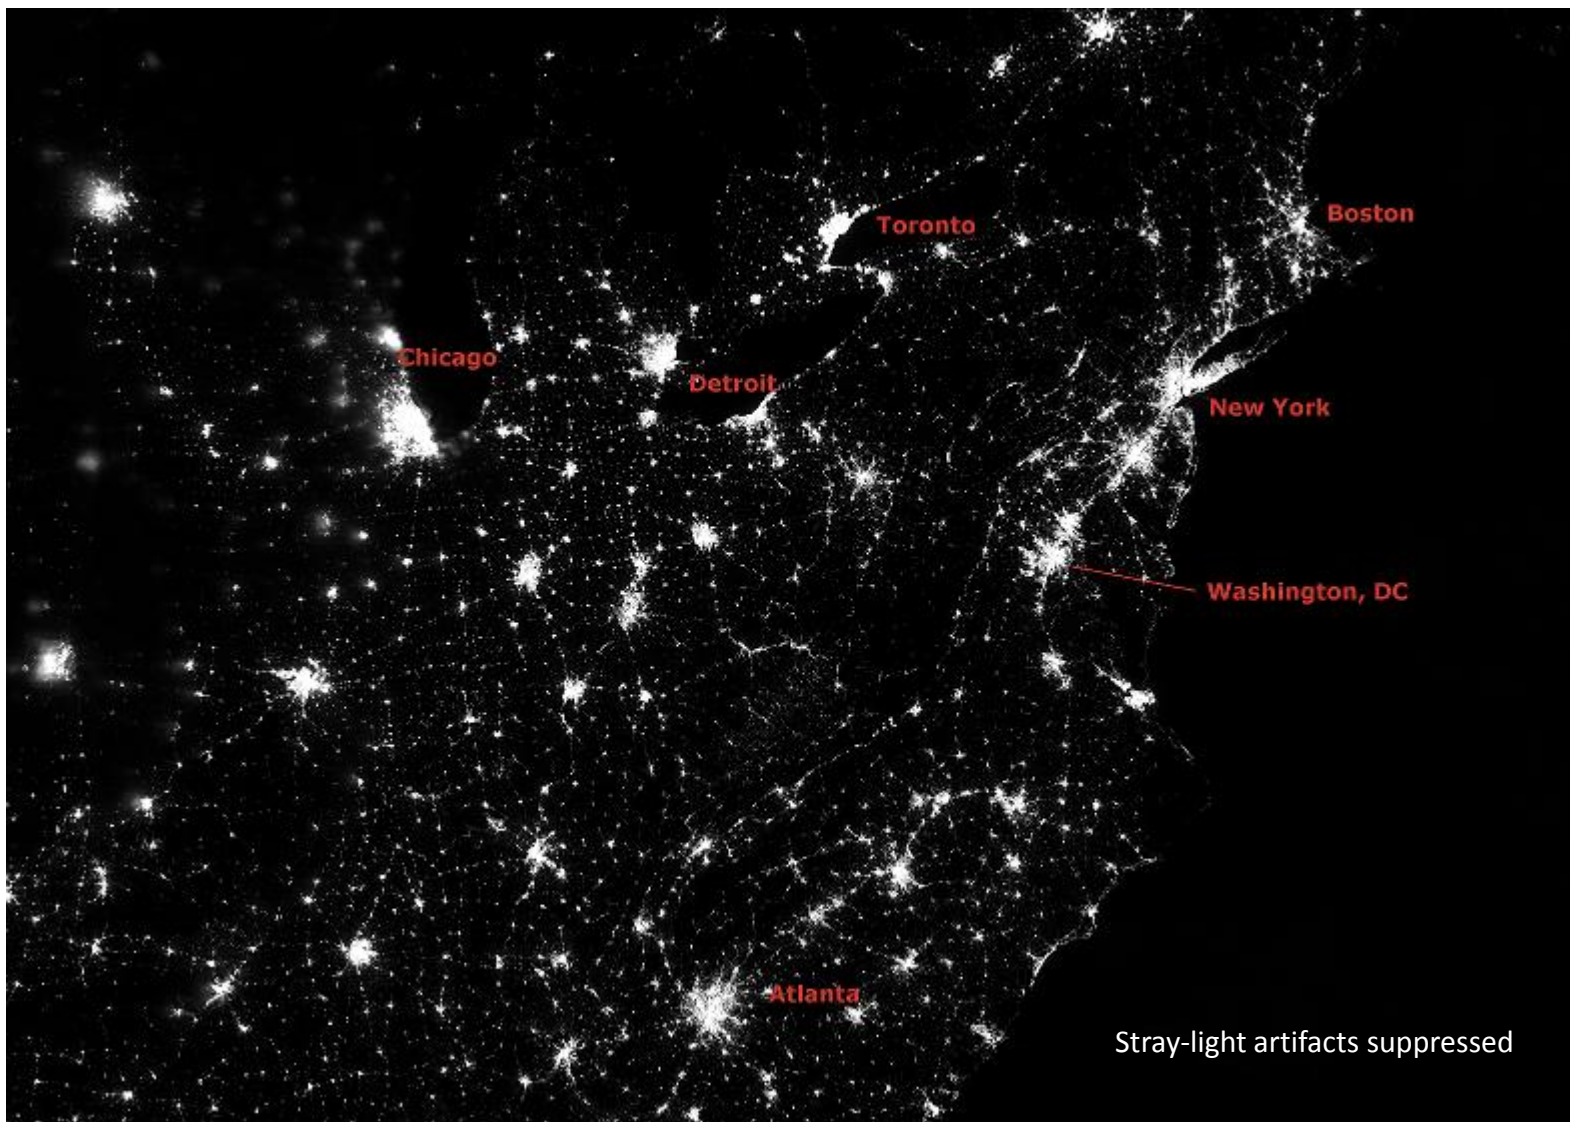 Toronto
Boston
Chicago
Detroit
New York
Washington, DC
Atlanta
Stray-light artifacts suppressed